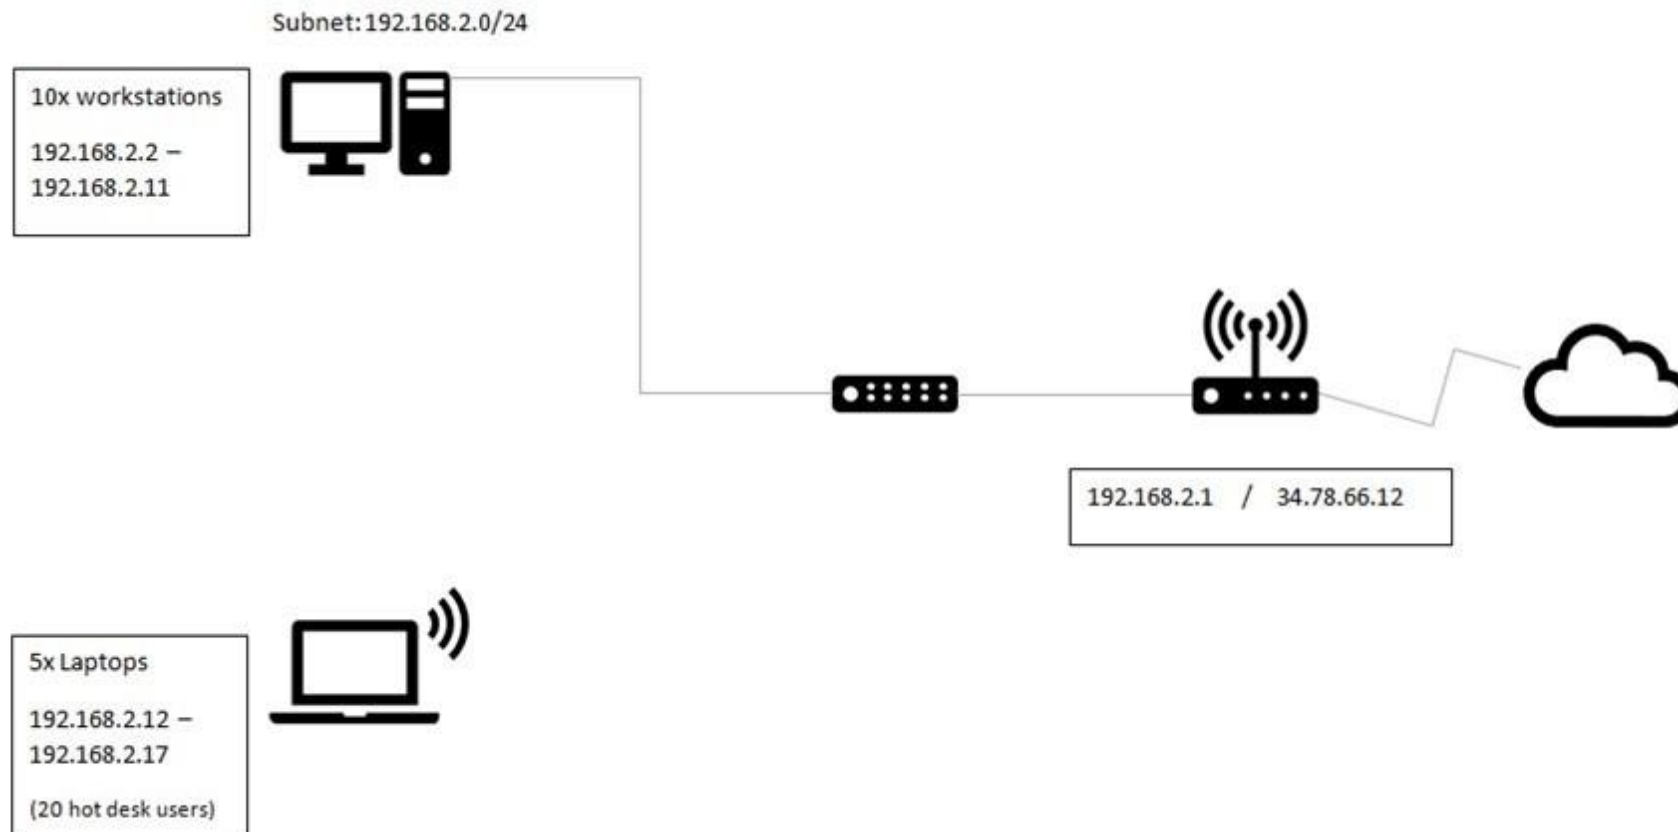 Subnet:192.168.2.0/24
10x workstations
192.168.2.2 –
192.168.2.11
192.168.2.1 / 34.78.66.12
5x Laptops
192.168.2.12 –
192.168.2.17
(20 hot desk users)